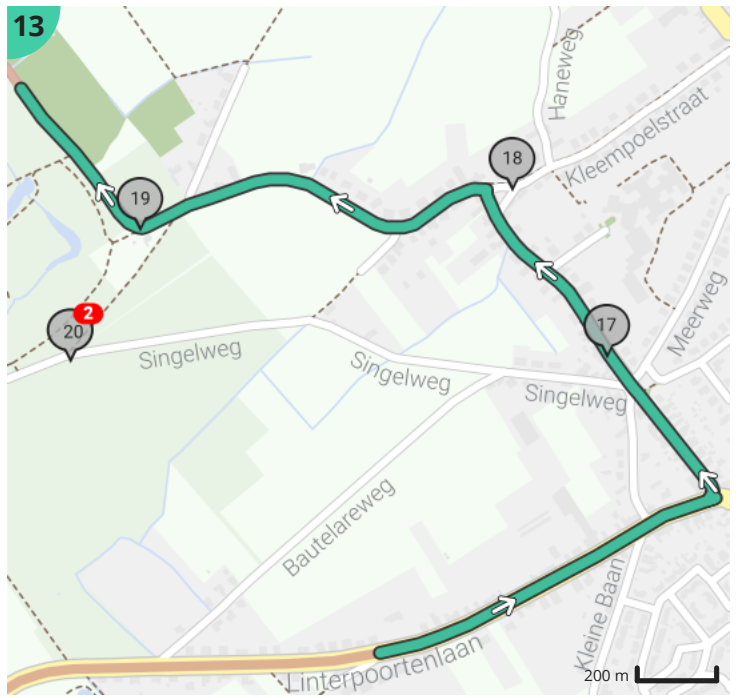 13
Haneweg
Kleempoelstraat
18
19
2
20
17
Meerweg
Singelweg
Singelweg
Singelweg
Bautelareweg
Kleine Baan
Linterpoortenlaan
200 m